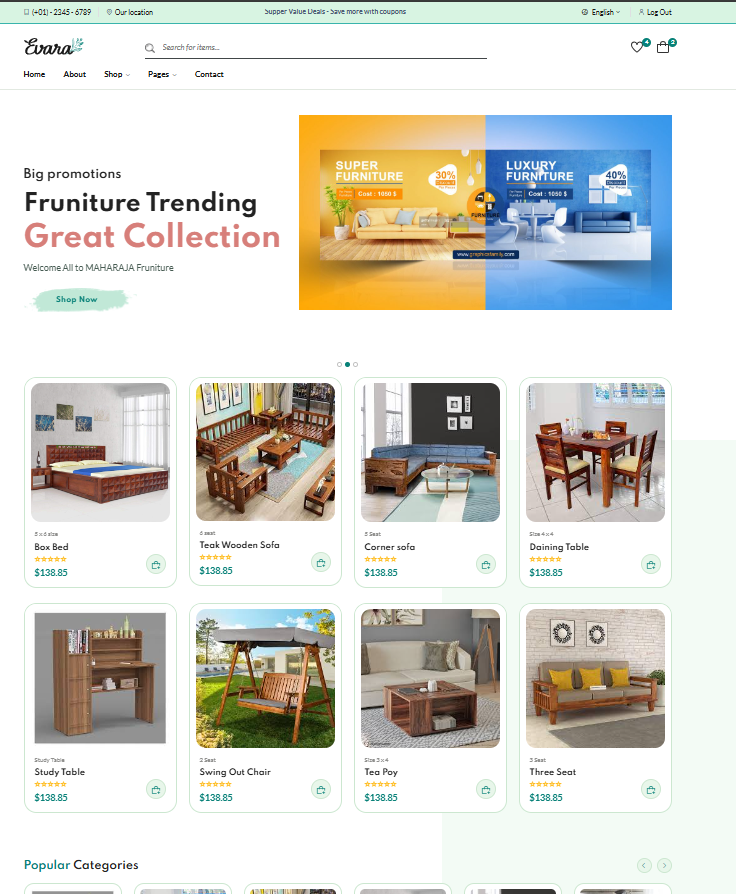 (+01) - 2345 - 6789
Our location
Supper Value Deals - Save more with coupons
English
Log Out
Evara
Search for items...
4
2
Home
About
Shop
Pages
Contact
Big promotions
Fruniture Trending
Great Collection
Welcome All to MAHARAJA Fruniture
Shop Now
SUPER
FURNITURE
Cost : 1050 $
30%
LUXURY
FURNITURE
Cost : 1050 $
40%
FURNITURE
www.graphicsfamily.com
5 x 6 size
Box Bed
$138.85
6 seat
Teak Wooden Sofa
$138.85
5 Seat
Corner sofa
$138.85
Size 4 x 4
Daining Table
$138.85
Study Table
Study Table
$138.85
2 Seat
Swing Out Chair
$138.85
Size 3 x 4
Tea Poy
$138.85
3 Seat
Three Seat
$138.85
Popular Categories